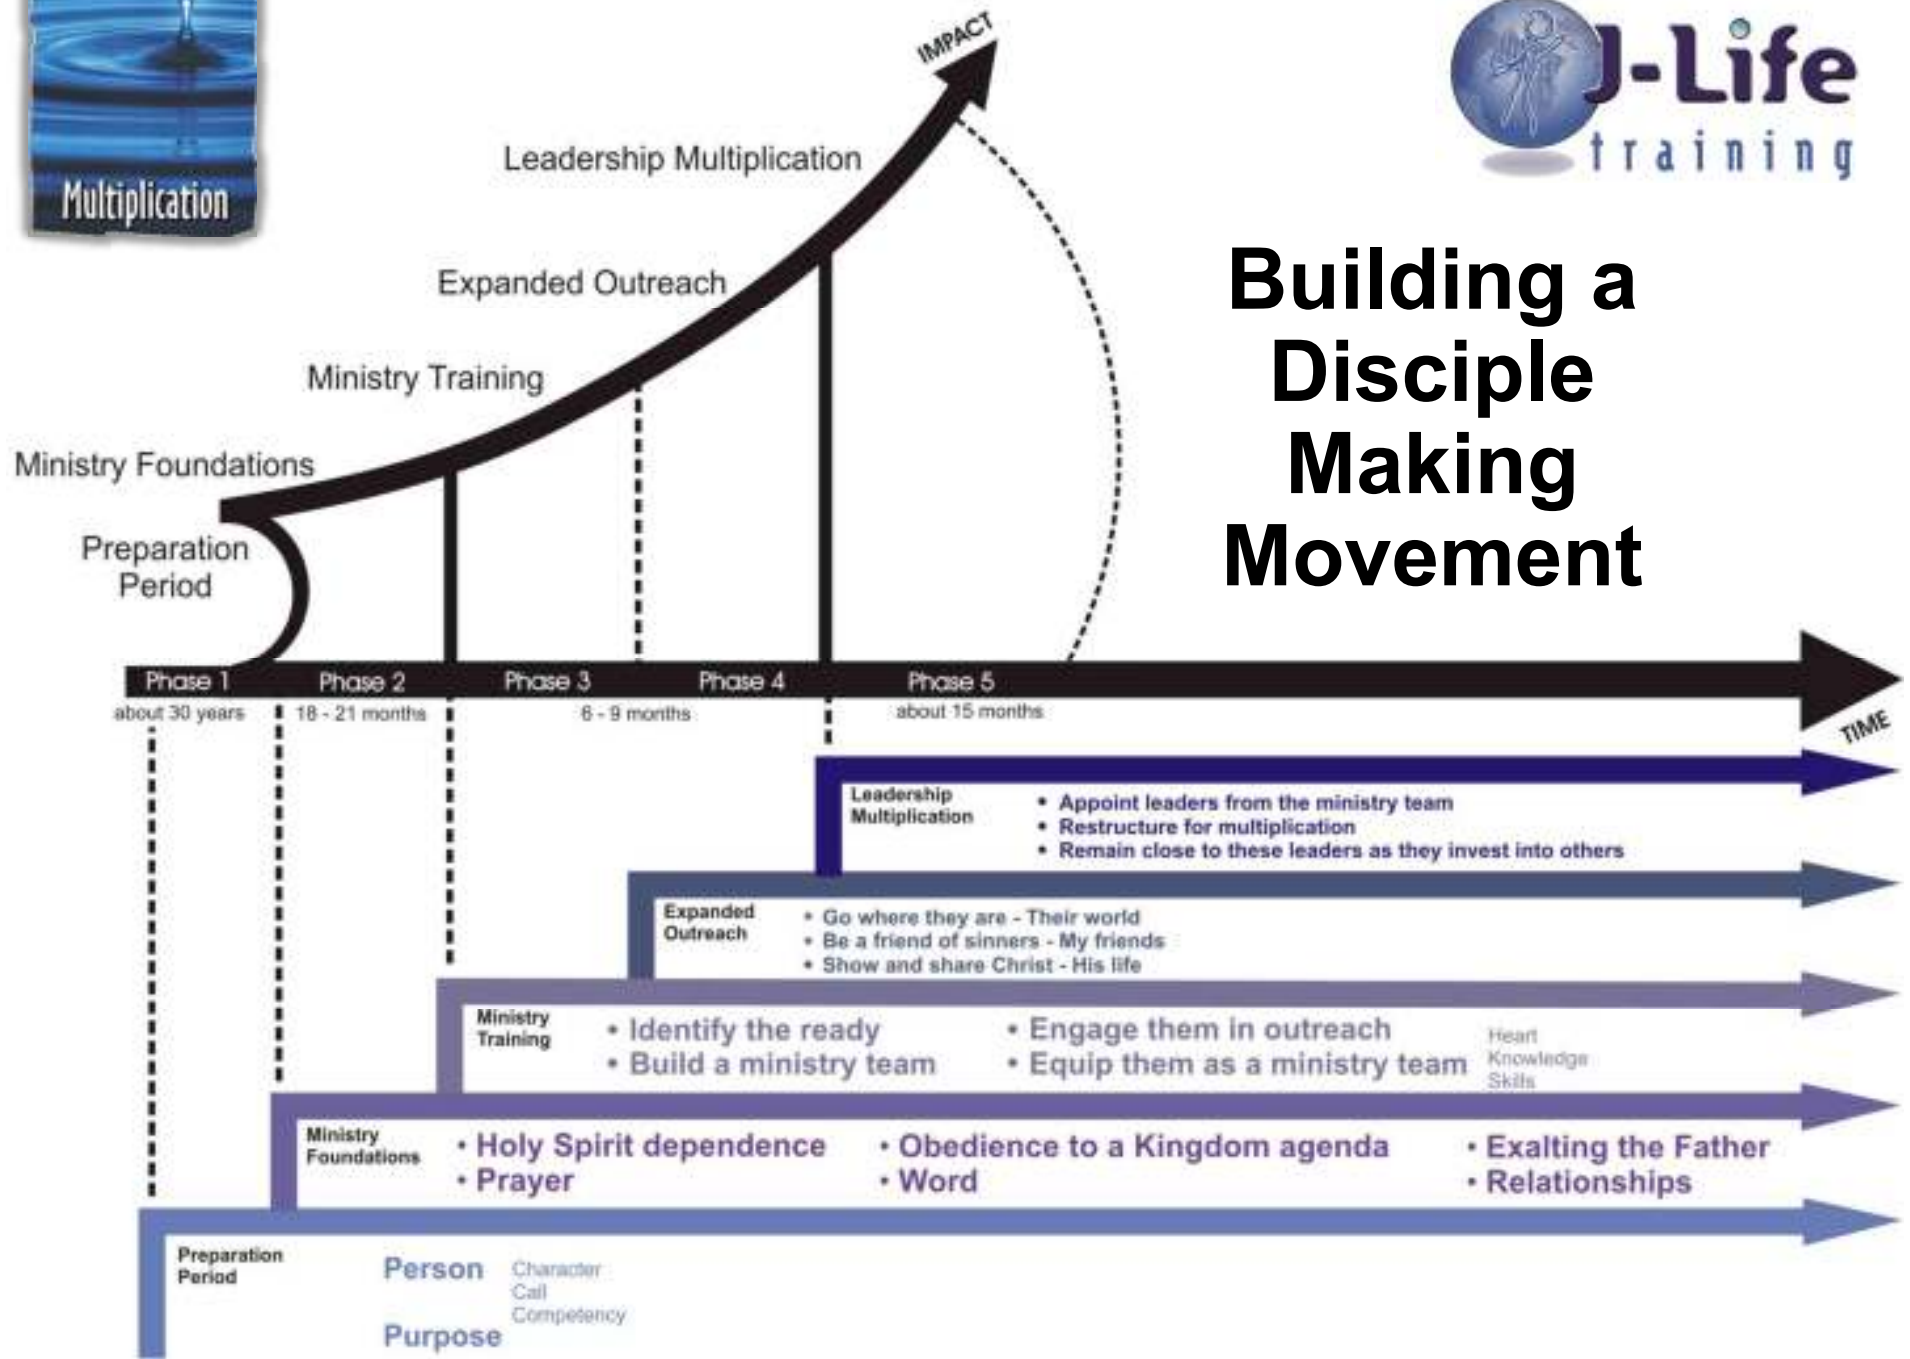 Multiplication
J-Life
training
Building a
Disciple
Making
Movement
IMPACT
Leadership Multiplication
Expanded Outreach
Ministry Training
Ministry Foundations
Preparation
Period
Phase 1
Phase 2
Phase 3
Phase 4
Phase 5
about 30 years
18 - 21 months
6 - 9 months
about 15 months
TIME
Leadership
Multiplication
• Appoint leaders from the ministry team
• Restructure for multiplication
• Remain close to these leaders as they invest into others
Expanded
Outreach
• Go where they are - Their world
• Be a friend of sinners - My friends
• Show and share Christ - His life
Ministry
Training
• Identify the ready
• Build a ministry team
• Engage them in outreach
• Equip them as a ministry team
Heart
Knowledge
Skills
Ministry
Foundations
• Holy Spirit dependence
• Prayer
• Obedience to a Kingdom agenda
• Word
• Exalting the Father
• Relationships
Preparation
Period
Person
Character
Call
Competency
Purpose